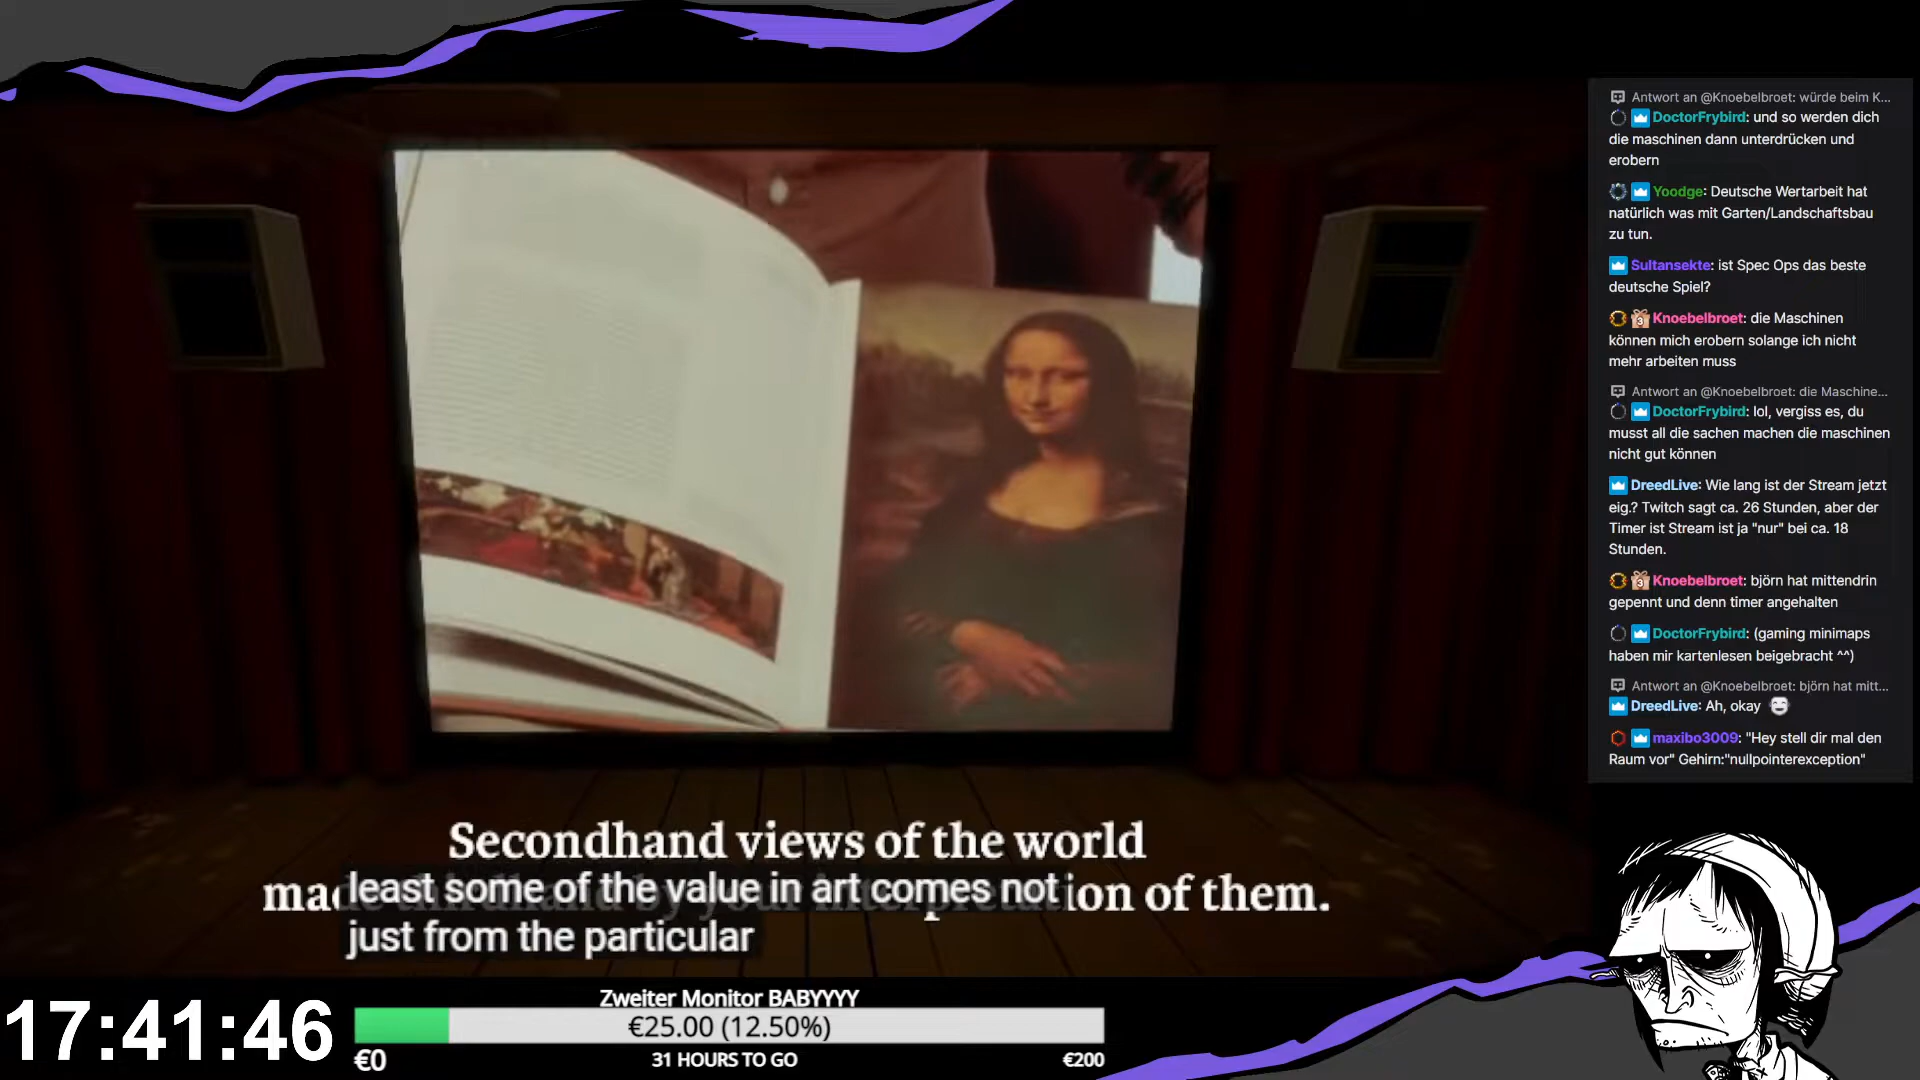 Antwort an @Knoebelbroet: würde beim K...
DoctorFrybird: und so werden dich
die maschinen dann unterdrücken und
erobern
Yoodge: Deutsche Wertarbeit hat
natürlich was mit Garten/Landschaftsbau
zu tun.
Sultansekte: ist Spec Ops das beste
deutsche Spiel?
Knoebelbroet: die Maschinen
können mich erobern solange ich nicht
mehr arbeiten muss
Antwort an @Knoebelbroet: die Maschine...
DoctorFrybird: lol, vergiss es, du
musst all die sachen machen die maschinen
nicht gut können
DreedLive: Wie lang ist der Stream jetzt
eig.? Twitch sagt ca. 26 Stunden, aber der
Timer ist Stream ist ja "nur" bei ca. 18
Stunden.
Knoebelbroet: björn hat mittendrin
gepennt und denn timer angehalten
DoctorFrybird: (gaming minimaps
haben mir kartenlesen beigebracht ^^)
Antwort an @Knoebelbroet: björn hat mitt...
DreedLive: Ah, okay
maxibo3009: "Hey stell dir mal den
Raum vor" Gehirn:"nullpointerexception"
Secondhand views of the world
made thirdhand by your interpretation of them.
least some of the value in art comes not
just from the particular
17:41:46
Zweiter Monitor BABYYYY
€25.00 (12.50%)
€0 31 HOURS TO GO €200